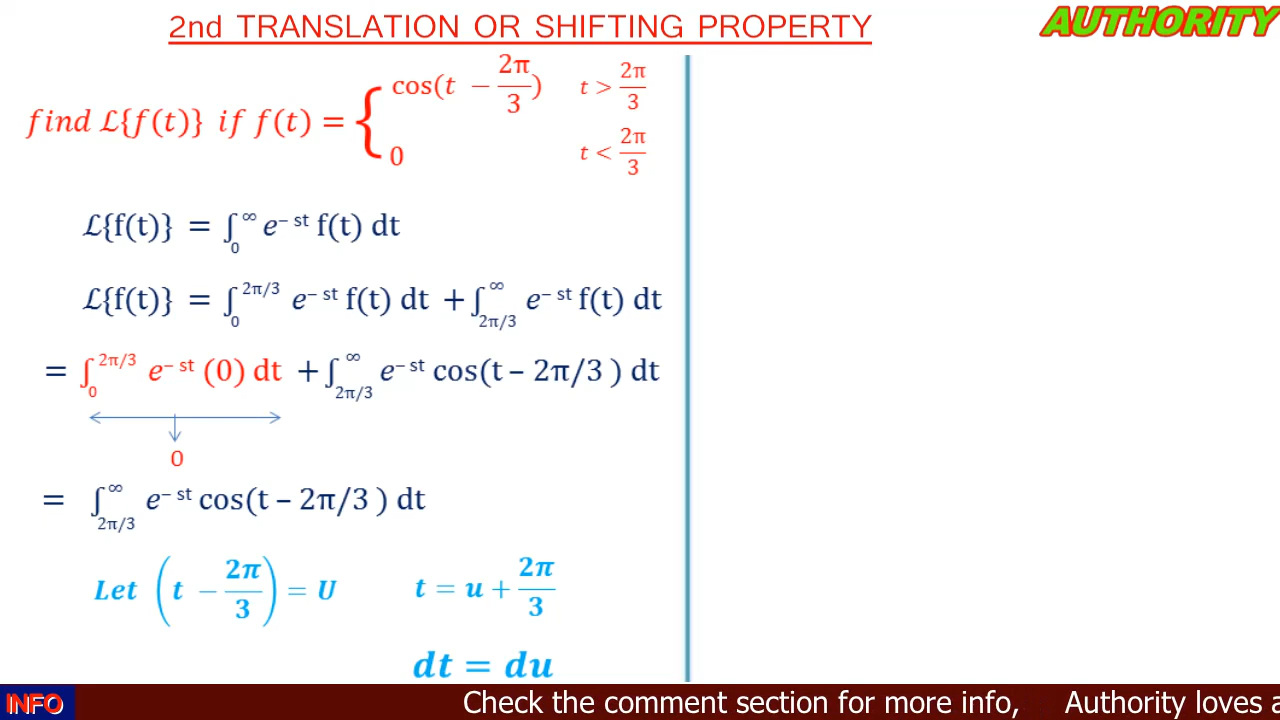 2nd TRANSLATION OR SHIFTING PROPERTY
AUTHORITY
find ℒ{f(t)} if f(t) = { cos(t − 2π/3) t > 2π/3
0 t < 2π/3
ℒ{f(t)} = ∫₀^∞ e^– st f(t) dt
ℒ{f(t)} = ∫₀^2π/3 e^– st f(t) dt + ∫_2π/3^∞ e^– st f(t) dt
= ∫₀^2π/3 e^– st (0) dt + ∫_2π/3^∞ e^– st cos(t – 2π/3 ) dt
0
= ∫_2π/3^∞ e^– st cos(t – 2π/3 ) dt
Let (t − 2π/3) = U t = u + 2π/3
dt = du
INFO Check the comment section for more info, Authority loves a